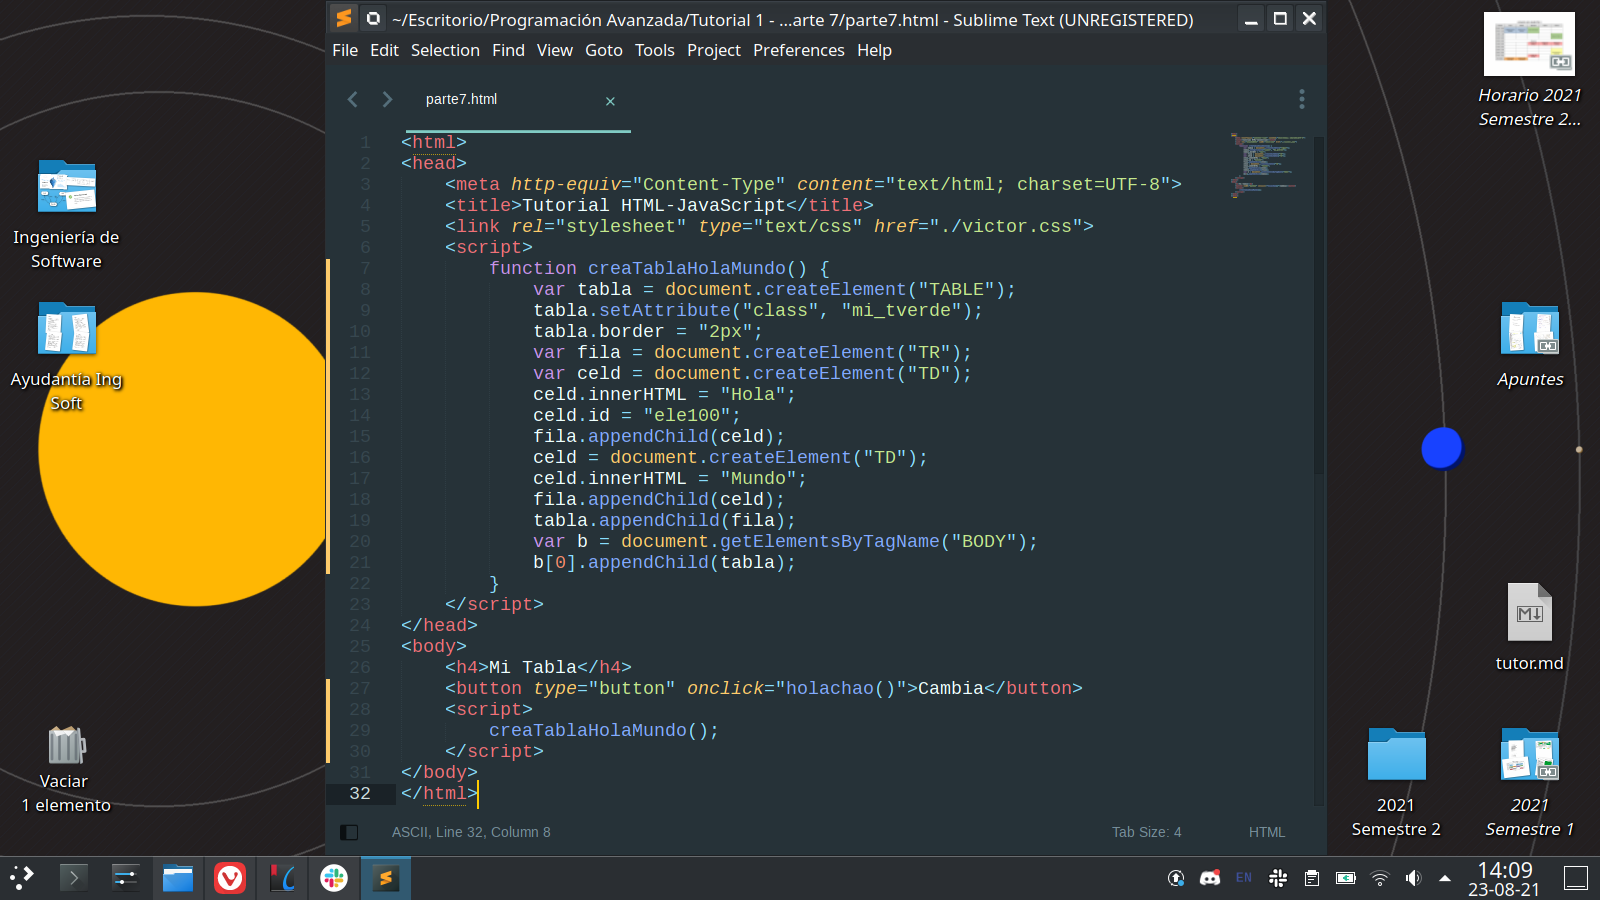 ~/Escritorio/Programación Avanzada/Tutorial 1 - ...arte 7/parte7.html - Sublime Text (UNREGISTERED)
File Edit Selection Find View Goto Tools Project Preferences Help
parte7.html
1 <html>
2 <head>
3 <meta http-equiv="Content-Type" content="text/html; charset=UTF-8">
4 <title>Tutorial HTML-JavaScript</title>
5 <link rel="stylesheet" type="text/css" href="./victor.css">
6 <script>
7 function creaTablaHolaMundo() {
8 var tabla = document.createElement("TABLE");
9 tabla.setAttribute("class", "mi_tverde");
10 tabla.border = "2px";
11 var fila = document.createElement("TR");
12 var celd = document.createElement("TD");
13 celd.innerHTML = "Hola";
14 celd.id = "ele100";
15 fila.appendChild(celd);
16 celd = document.createElement("TD");
17 celd.innerHTML = "Mundo";
18 fila.appendChild(celd);
19 tabla.appendChild(fila);
20 var b = document.getElementsByTagName("BODY");
21 b[0].appendChild(tabla);
22 }
23 </script>
24 </head>
25 <body>
26 <h4>Mi Tabla</h4>
27 <button type="button" onclick="holachao()">Cambia</button>
28 <script>
29 creaTablaHolaMundo();
30 </script>
31 </body>
32 </html>
ASCII, Line 32, Column 8
Tab Size: 4
HTML
Ingeniería de
Software
Ayudantía Ing
Soft
Vaciar
1 elemento
Horario 2021
Semestre 2...
Apuntes
M
tutor.md
2021
Semestre 2
2021
Semestre 1
EN
14:09
23-08-21